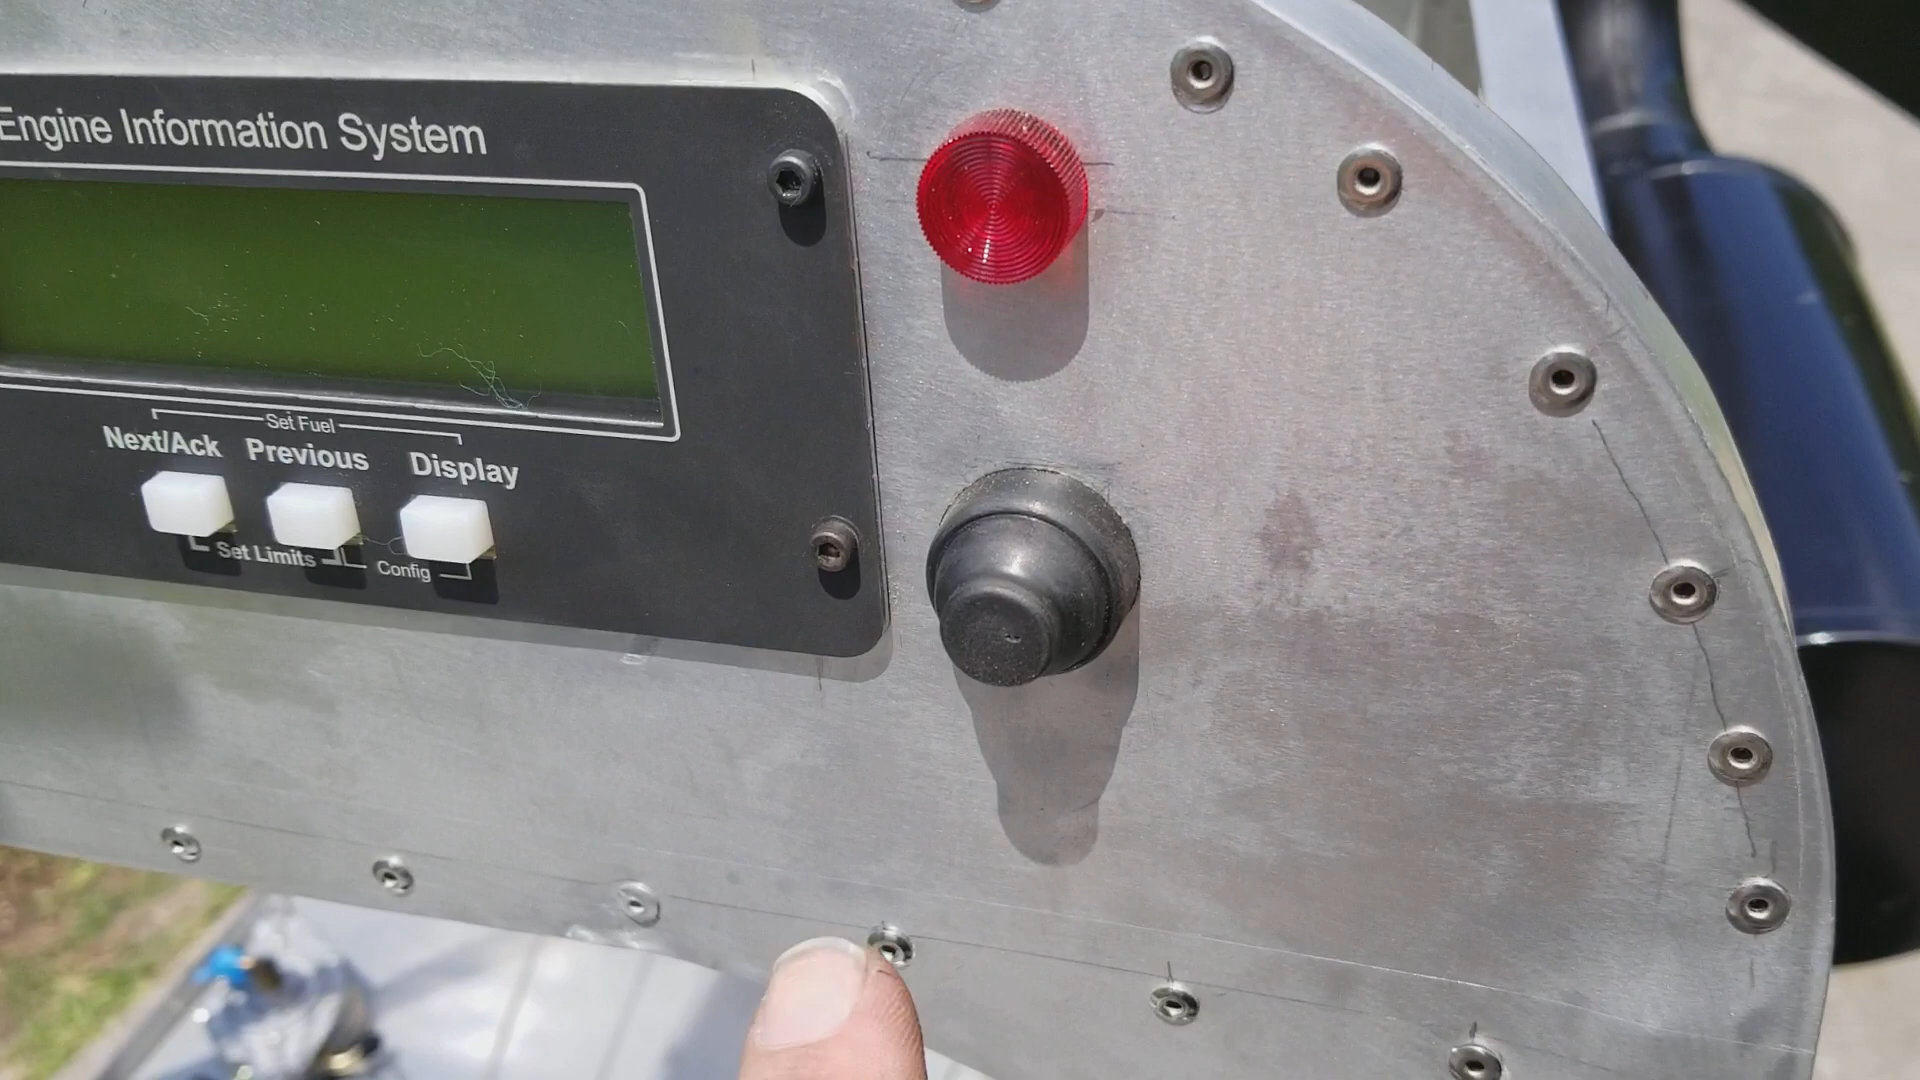 Engine Information System
Set Fuel
Next/Ack Previous Display
Set Limits Config